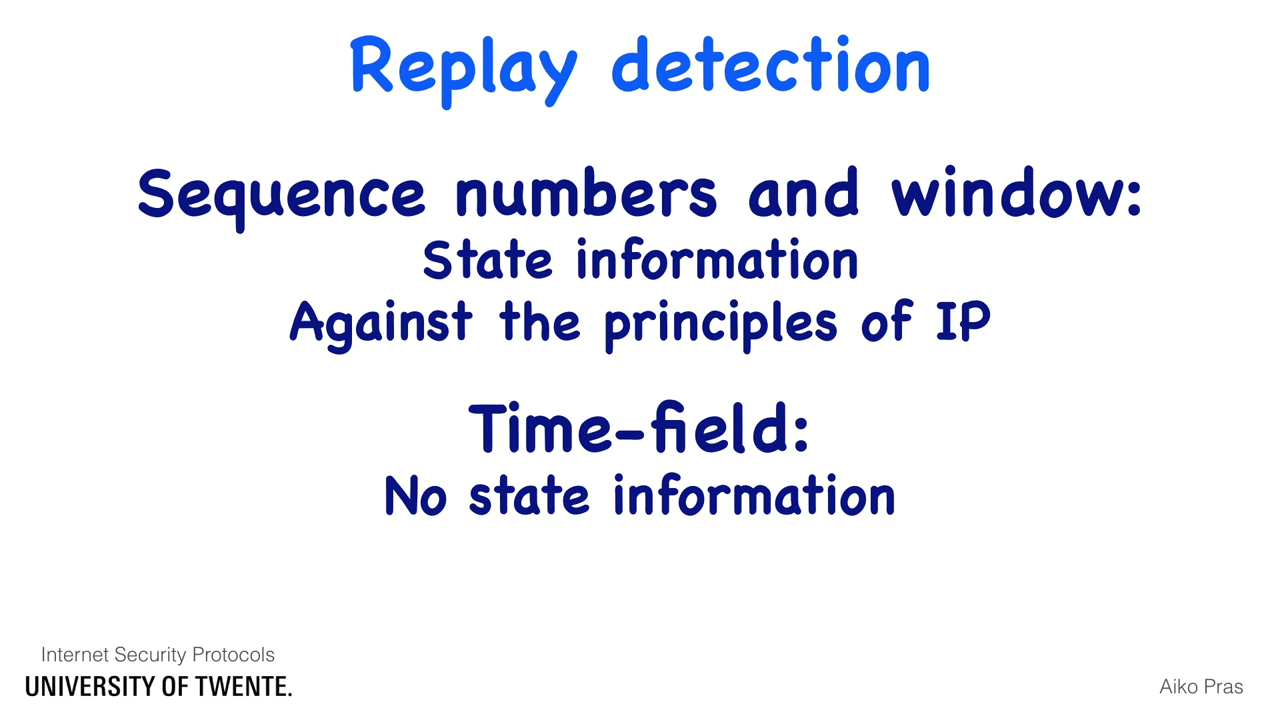 Replay detection
Sequence numbers and window:
State information
Against the principles of IP
Time-field:
No state information
Internet Security Protocols
UNIVERSITY OF TWENTE.
Aiko Pras